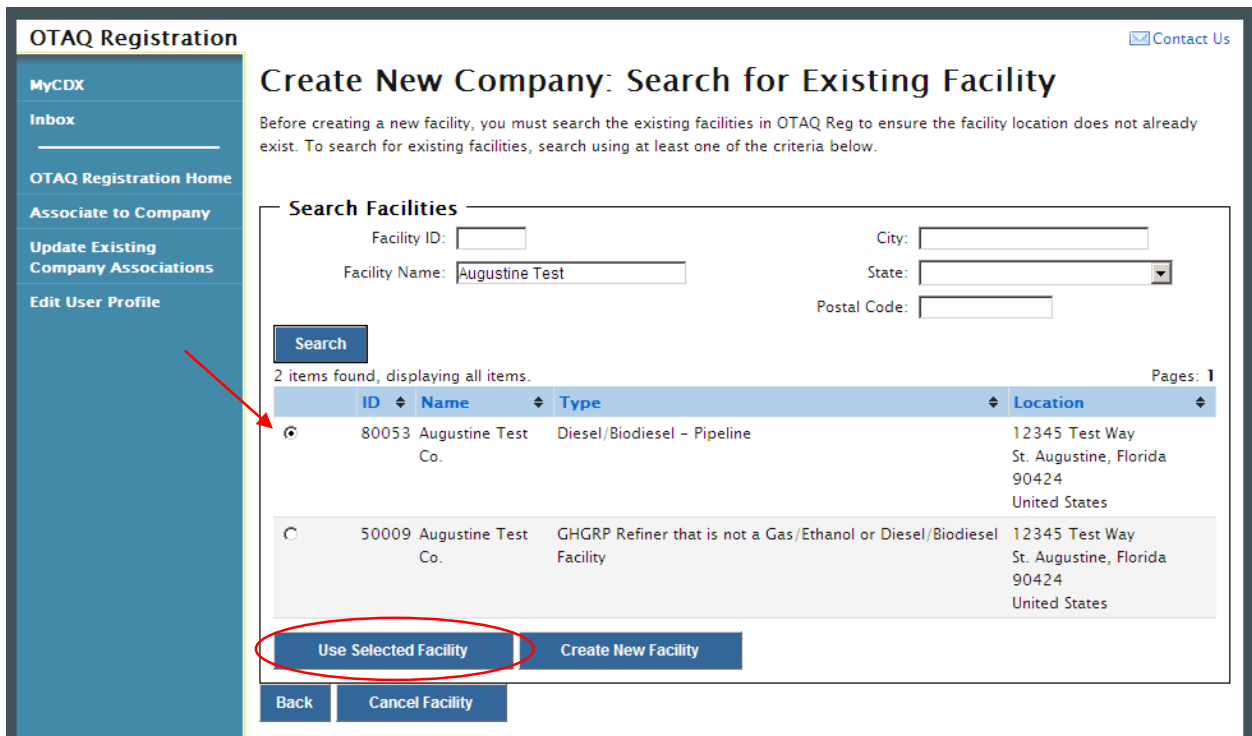 OTAQ Registration
Contact Us
MyCDX
Inbox
OTAQ Registration Home
Associate to Company
Update Existing
Company Associations
Edit User Profile
Create New Company: Search for Existing Facility
Before creating a new facility, you must search the existing facilities in OTAQ Reg to ensure the facility location does not already
exist. To search for existing facilities, search using at least one of the criteria below.
Search Facilities
Facility ID: City:
Facility Name: Augustine Test State:
Postal Code:
Search
2 items found, displaying all items. Pages: 1
ID Name Type Location
80053 Augustine Test Diesel/Biodiesel - Pipeline 12345 Test Way
Co. St. Augustine, Florida
90424
United States
50009 Augustine Test GHGRP Refiner that is not a Gas/Ethanol or Diesel/Biodiesel 12345 Test Way
Co. Facility St. Augustine, Florida
90424
United States
Use Selected Facility Create New Facility
Back Cancel Facility